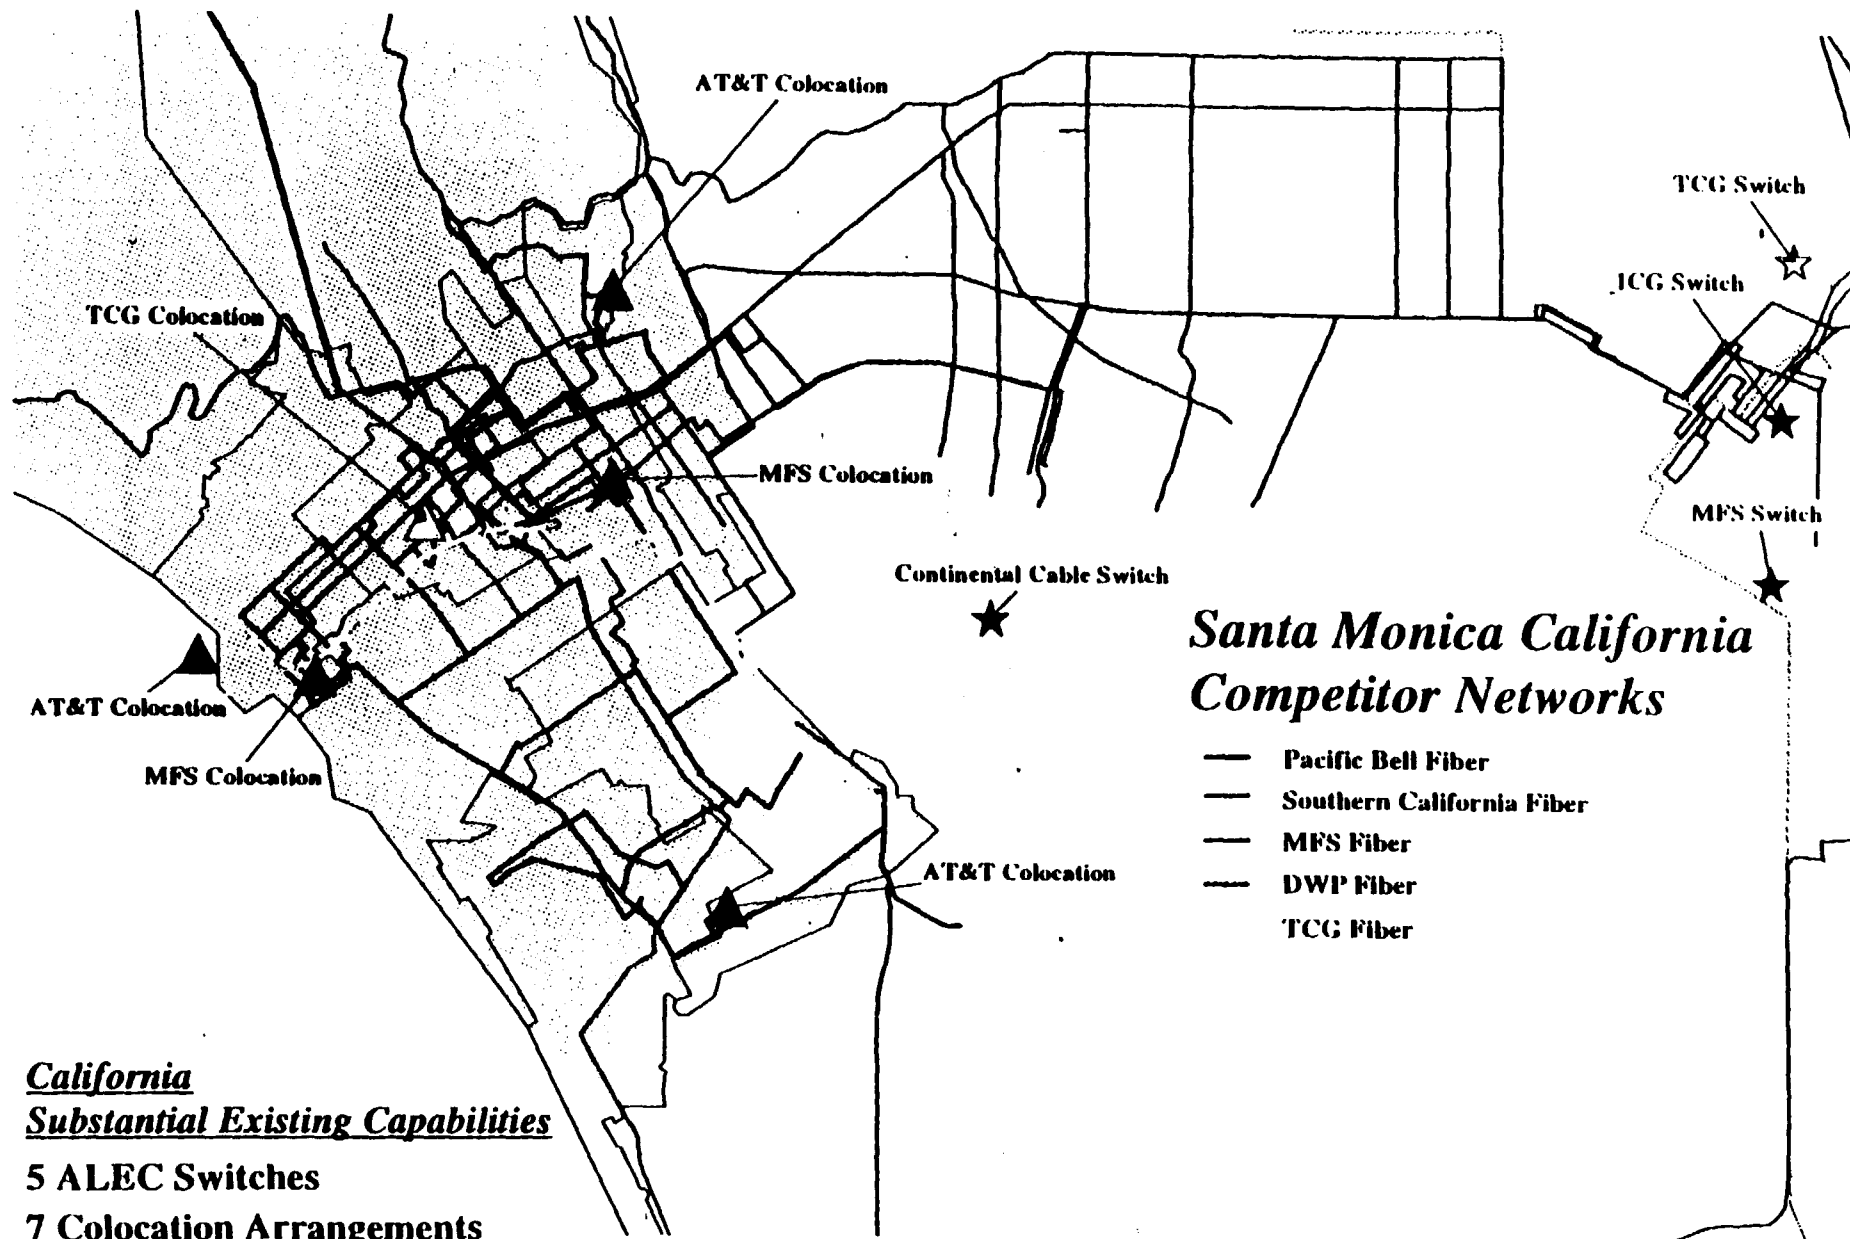 AT&T Colocation
TCG Switch
ICG Switch
TCG Colocation
MFS Colocation
MFS Switch
Continental Cable Switch
Santa Monica California
Competitor Networks
AT&T Colocation
MFS Colocation
Pacific Bell Fiber
Southern California Fiber
MFS Fiber
DWP Fiber
TCG Fiber
AT&T Colocation
California
Substantial Existing Capabilities
5 ALEC Switches
7 Colocation Arrangements